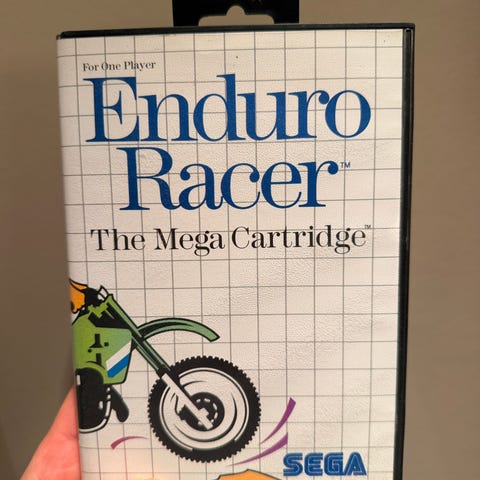 For One Player
Enduro
Racer™
The Mega Cartridge™
SEGA